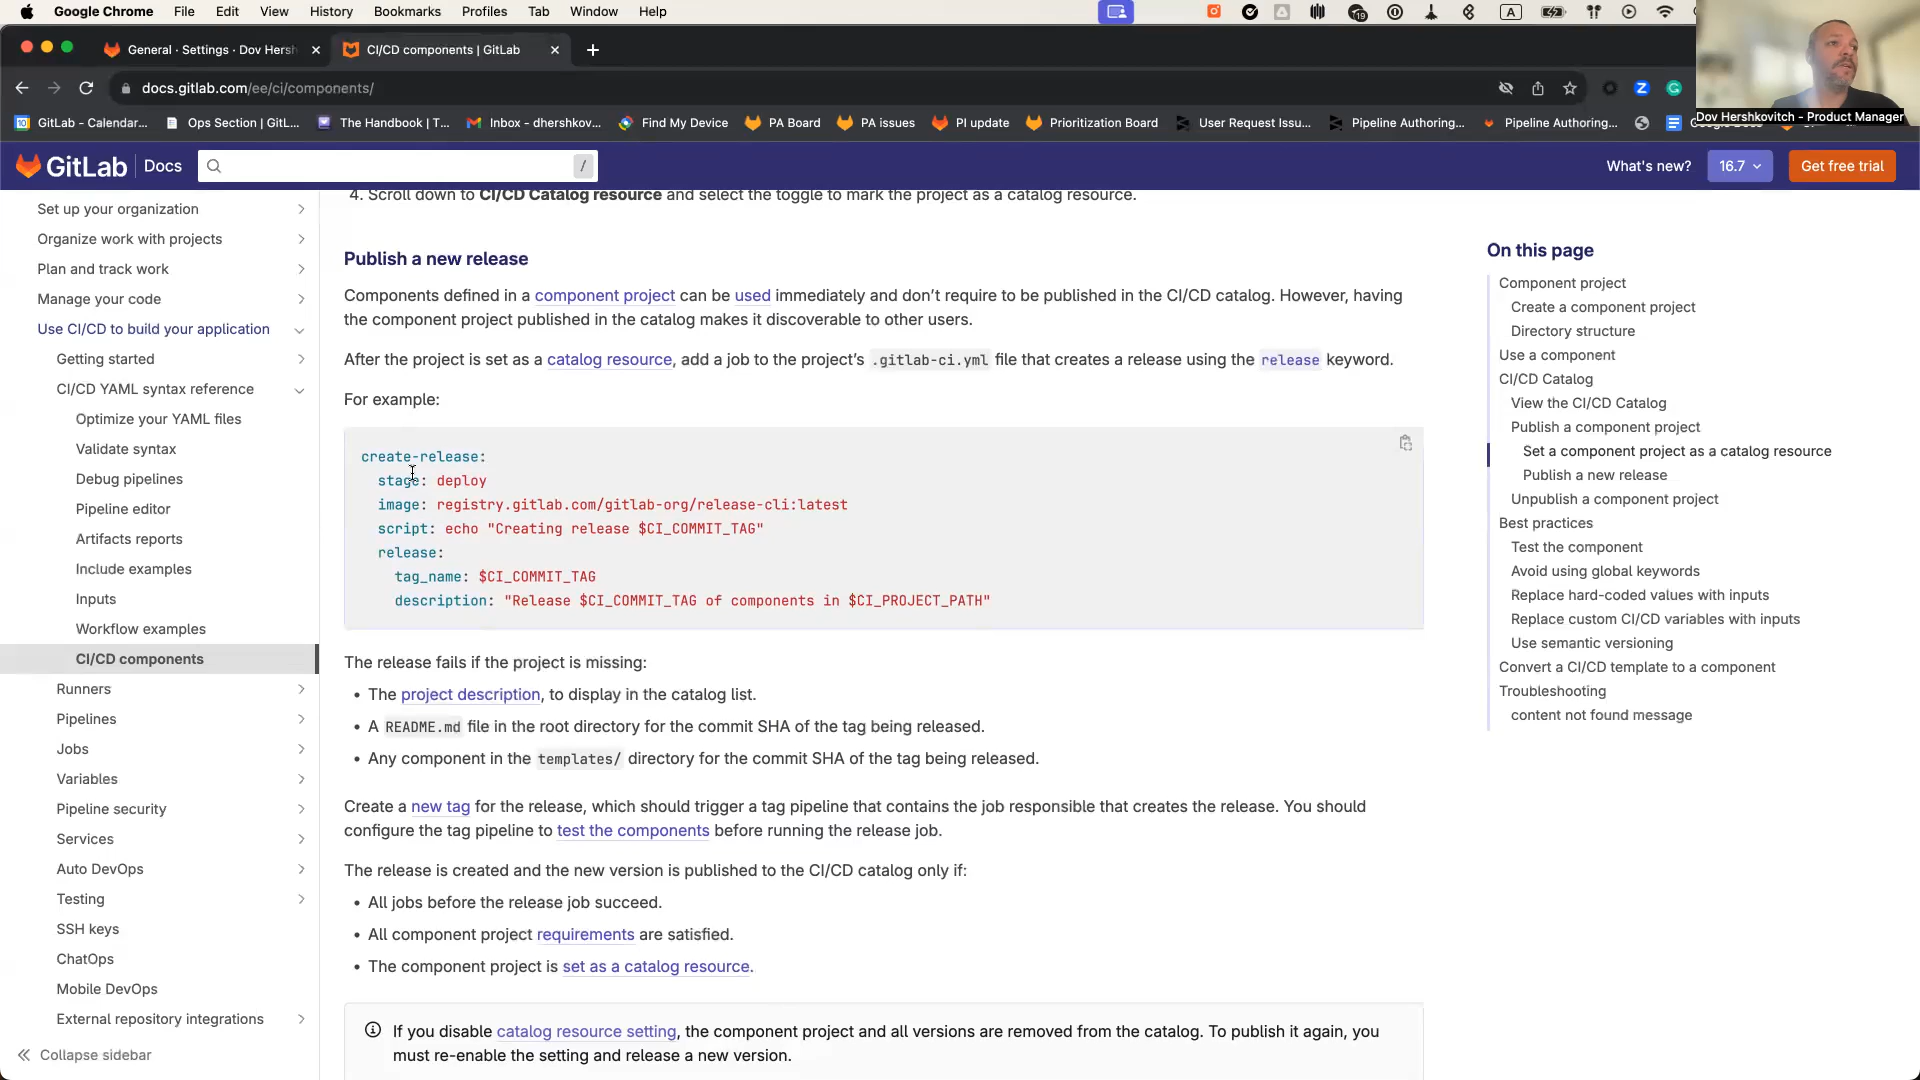 Google Chrome File Edit View History Bookmarks Profiles Tab Window Help
19 A
General · Settings · Dov Hersh
CI/CD components | GitLab
docs.gitlab.com/ee/ci/components/
GitLab - Calendar...
Ops Section | GitL...
The Handbook | T...
Inbox - dhershkov...
Find My Device
PA Board
PA issues
PI update
Prioritization Board
User Request Issu...
Pipeline Authoring...
Pipeline Authoring...
Dov Hershkovitch - Product Manager
GitLab Docs
/
What's new?
16.7
Get free trial
Set up your organization
Organize work with projects
Plan and track work
Manage your code
Use CI/CD to build your application
Getting started
CI/CD YAML syntax reference
Optimize your YAML files
Validate syntax
Debug pipelines
Pipeline editor
Artifacts reports
Include examples
Inputs
Workflow examples
CI/CD components
Runners
Pipelines
Jobs
Variables
Pipeline security
Services
Auto DevOps
Testing
SSH keys
ChatOps
Mobile DevOps
External repository integrations
Collapse sidebar
4. Scroll down to CI/CD Catalog resource and select the toggle to mark the project as a catalog resource.
Publish a new release
Components defined in a component project can be used immediately and don't require to be published in the CI/CD catalog. However, having
the component project published in the catalog makes it discoverable to other users.
After the project is set as a catalog resource, add a job to the project's .gitlab-ci.yml file that creates a release using the release keyword.
For example:
create-release:
stage: deploy
image: registry.gitlab.com/gitlab-org/release-cli:latest
script: echo "Creating release $CI_COMMIT_TAG"
release:
tag_name: $CI_COMMIT_TAG
description: "Release $CI_COMMIT_TAG of components in $CI_PROJECT_PATH"
The release fails if the project is missing:
• The project description, to display in the catalog list.
• A README.md file in the root directory for the commit SHA of the tag being released.
• Any component in the templates/ directory for the commit SHA of the tag being released.
Create a new tag for the release, which should trigger a tag pipeline that contains the job responsible that creates the release. You should
configure the tag pipeline to test the components before running the release job.
The release is created and the new version is published to the CI/CD catalog only if:
• All jobs before the release job succeed.
• All component project requirements are satisfied.
• The component project is set as a catalog resource.
If you disable catalog resource setting, the component project and all versions are removed from the catalog. To publish it again, you
must re-enable the setting and release a new version.
On this page
Component project
Create a component project
Directory structure
Use a component
CI/CD Catalog
View the CI/CD Catalog
Publish a component project
Set a component project as a catalog resource
Publish a new release
Unpublish a component project
Best practices
Test the component
Avoid using global keywords
Replace hard-coded values with inputs
Replace custom CI/CD variables with inputs
Use semantic versioning
Convert a CI/CD template to a component
Troubleshooting
content not found message